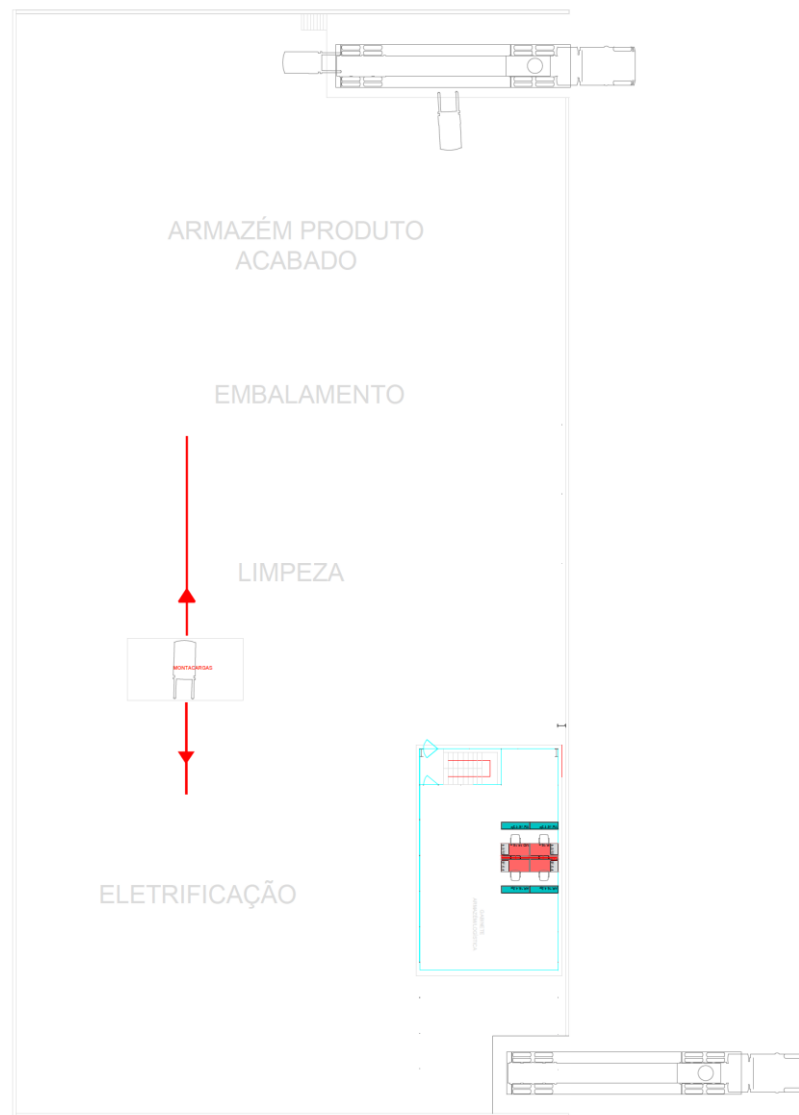 ARMAZÉM PRODUTO
ACABADO
EMBALAMENTO
LIMPEZA
MONTACARGAS
ELETRIFICAÇÃO